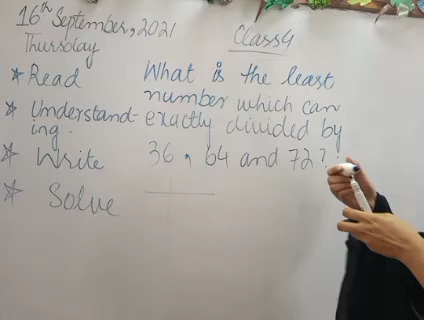 16th September, 2021
Thursday
Class 4
* Read
* Understand-
ing.
* Write
* Solve
What is the least
number which can
exactly divided by
36, 64 and 72?